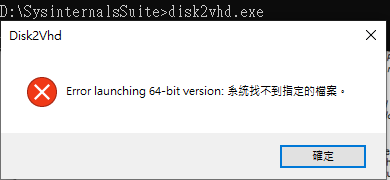 D:\SysinternalsSuite>disk2vhd.exe
Disk2Vhd
Error launching 64-bit version: 系統找不到指定的檔案。
確定